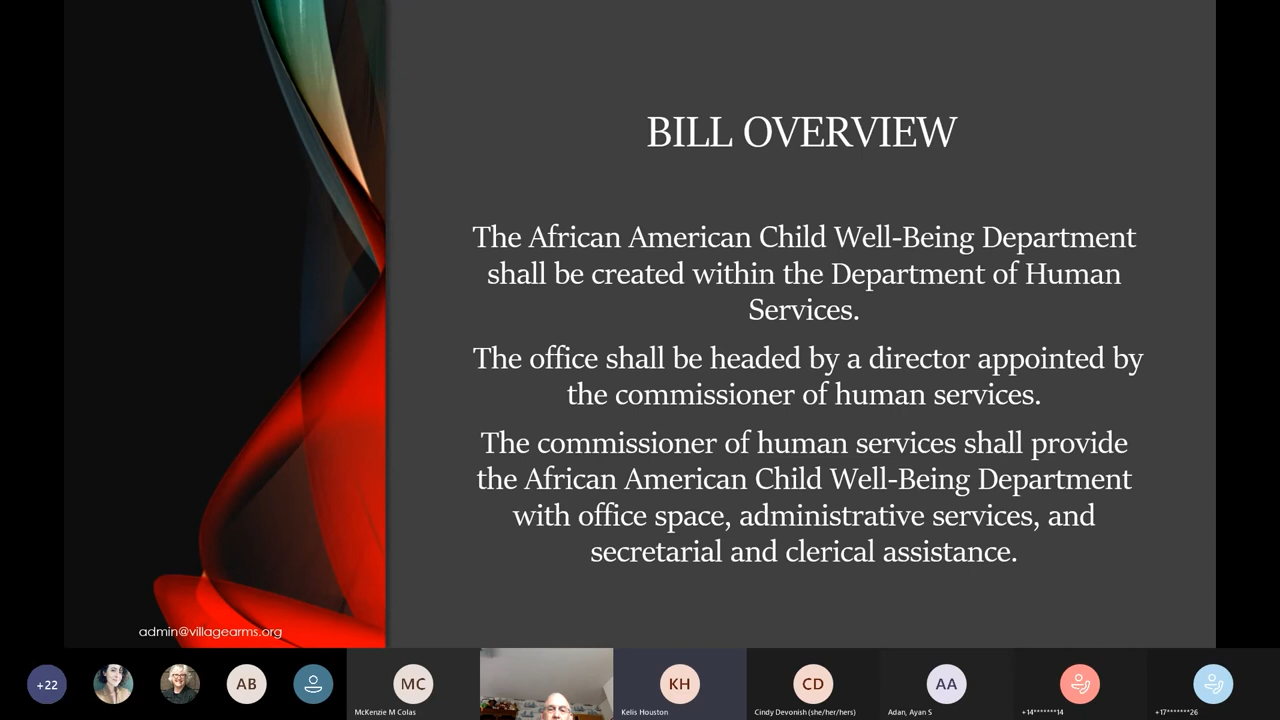 BILL OVERVIEW
The African American Child Well-Being Department
shall be created within the Department of Human
Services.
The office shall be headed by a director appointed by
the commissioner of human services.
The commissioner of human services shall provide
the African American Child Well-Being Department
with office space, administrative services, and
secretarial and clerical assistance.
admin@villagearms.org
+22
AB
MC
KH
CD
AA
McKenzie M Colas
Kelis Houston
Cindy Devonish (she/her/hers)
Adan, Ayan S
+14*******14
+17*******26